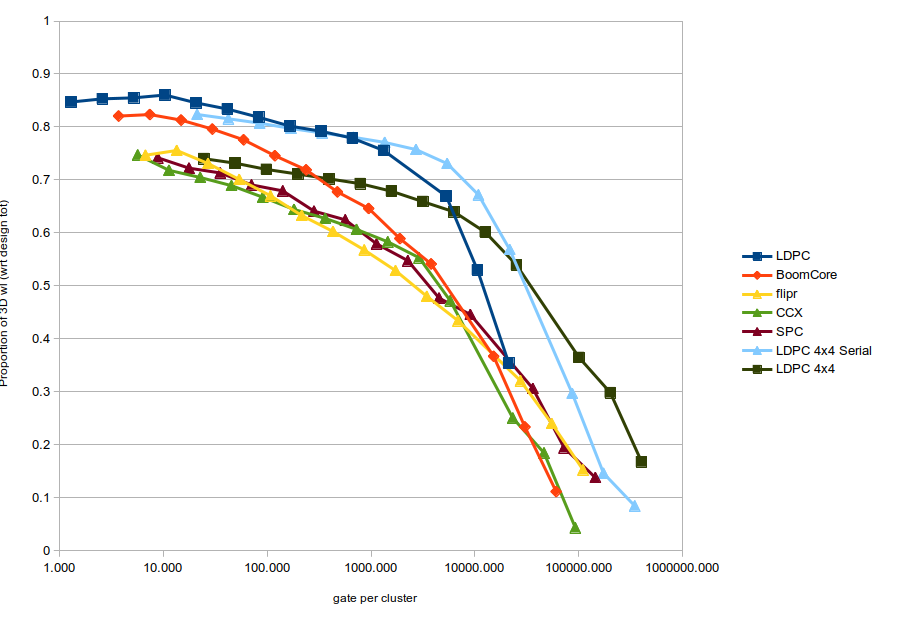 1
0.9
0.8
0.7
0.6
0.5
0.4
0.3
0.2
0.1
0
Proportion of 3D wl (wrt design tot)
1.000 10.000 100.000 1000.000 10000.000 100000.000 1000000.000
gate per cluster
LDPC
BoomCore
flipr
CCX
SPC
LDPC 4x4 Serial
LDPC 4x4